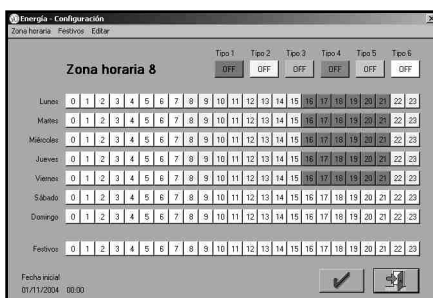 Energía - Configuración
Zona horaria Festivos Editar
Tipo 1 Tipo 2 Tipo 3 Tipo 4 Tipo 5 Tipo 6
Zona horaria 8 OFF OFF OFF OFF OFF OFF
Lunes 0 1 2 3 4 5 6 7 8 9 10 11 12 13 14 15 16 17 18 19 20 21 22 23
Martes 0 1 2 3 4 5 6 7 8 9 10 11 12 13 14 15 16 17 18 19 20 21 22 23
Miércoles 0 1 2 3 4 5 6 7 8 9 10 11 12 13 14 15 16 17 18 19 20 21 22 23
Jueves 0 1 2 3 4 5 6 7 8 9 10 11 12 13 14 15 16 17 18 19 20 21 22 23
Viernes 0 1 2 3 4 5 6 7 8 9 10 11 12 13 14 15 16 17 18 19 20 21 22 23
Sábado 0 1 2 3 4 5 6 7 8 9 10 11 12 13 14 15 16 17 18 19 20 21 22 23
Domingo 0 1 2 3 4 5 6 7 8 9 10 11 12 13 14 15 16 17 18 19 20 21 22 23
Festivos 0 1 2 3 4 5 6 7 8 9 10 11 12 13 14 15 16 17 18 19 20 21 22 23
Fecha inicial
01/11/2004 00:00